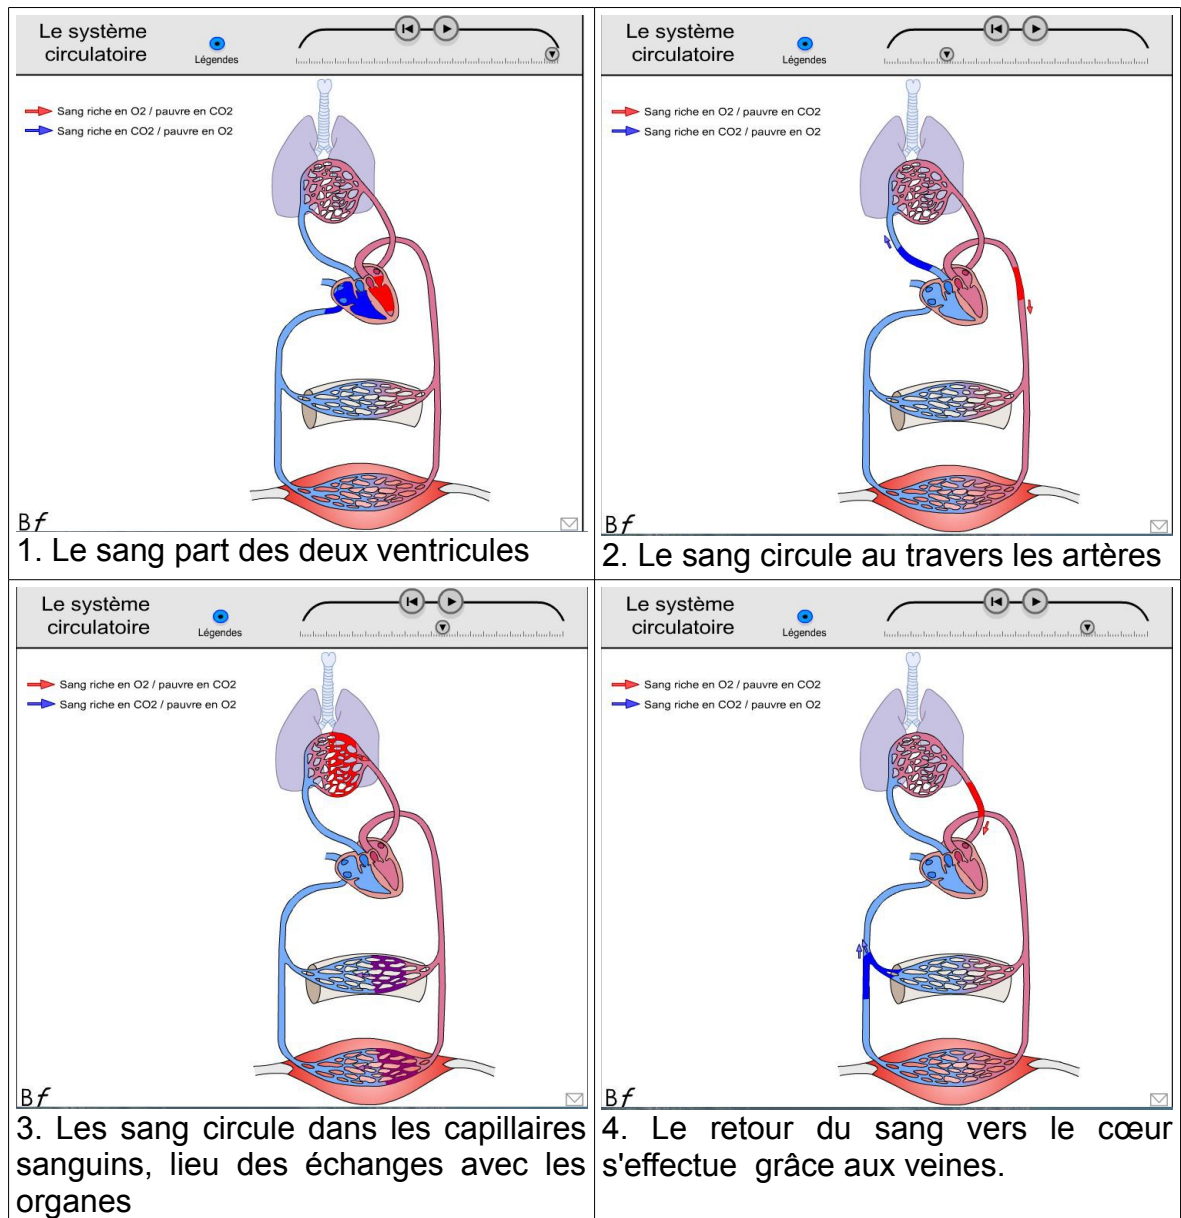 Le système
circulatoire
Légendes
Sang riche en O2 / pauvre en CO2
Sang riche en CO2 / pauvre en O2
Bf
1. Le sang part des deux ventricules
Le système
circulatoire
Légendes
Sang riche en O2 / pauvre en CO2
Sang riche en CO2 / pauvre en O2
Bf
2. Le sang circule au travers les artères
Le système
circulatoire
Légendes
Sang riche en O2 / pauvre en CO2
Sang riche en CO2 / pauvre en O2
Bf
3. Les sang circule dans les capillaires
sanguins, lieu des échanges avec les
organes
Le système
circulatoire
Légendes
Sang riche en O2 / pauvre en CO2
Sang riche en CO2 / pauvre en O2
Bf
4. Le retour du sang vers le cœur
s'effectue grâce aux veines.